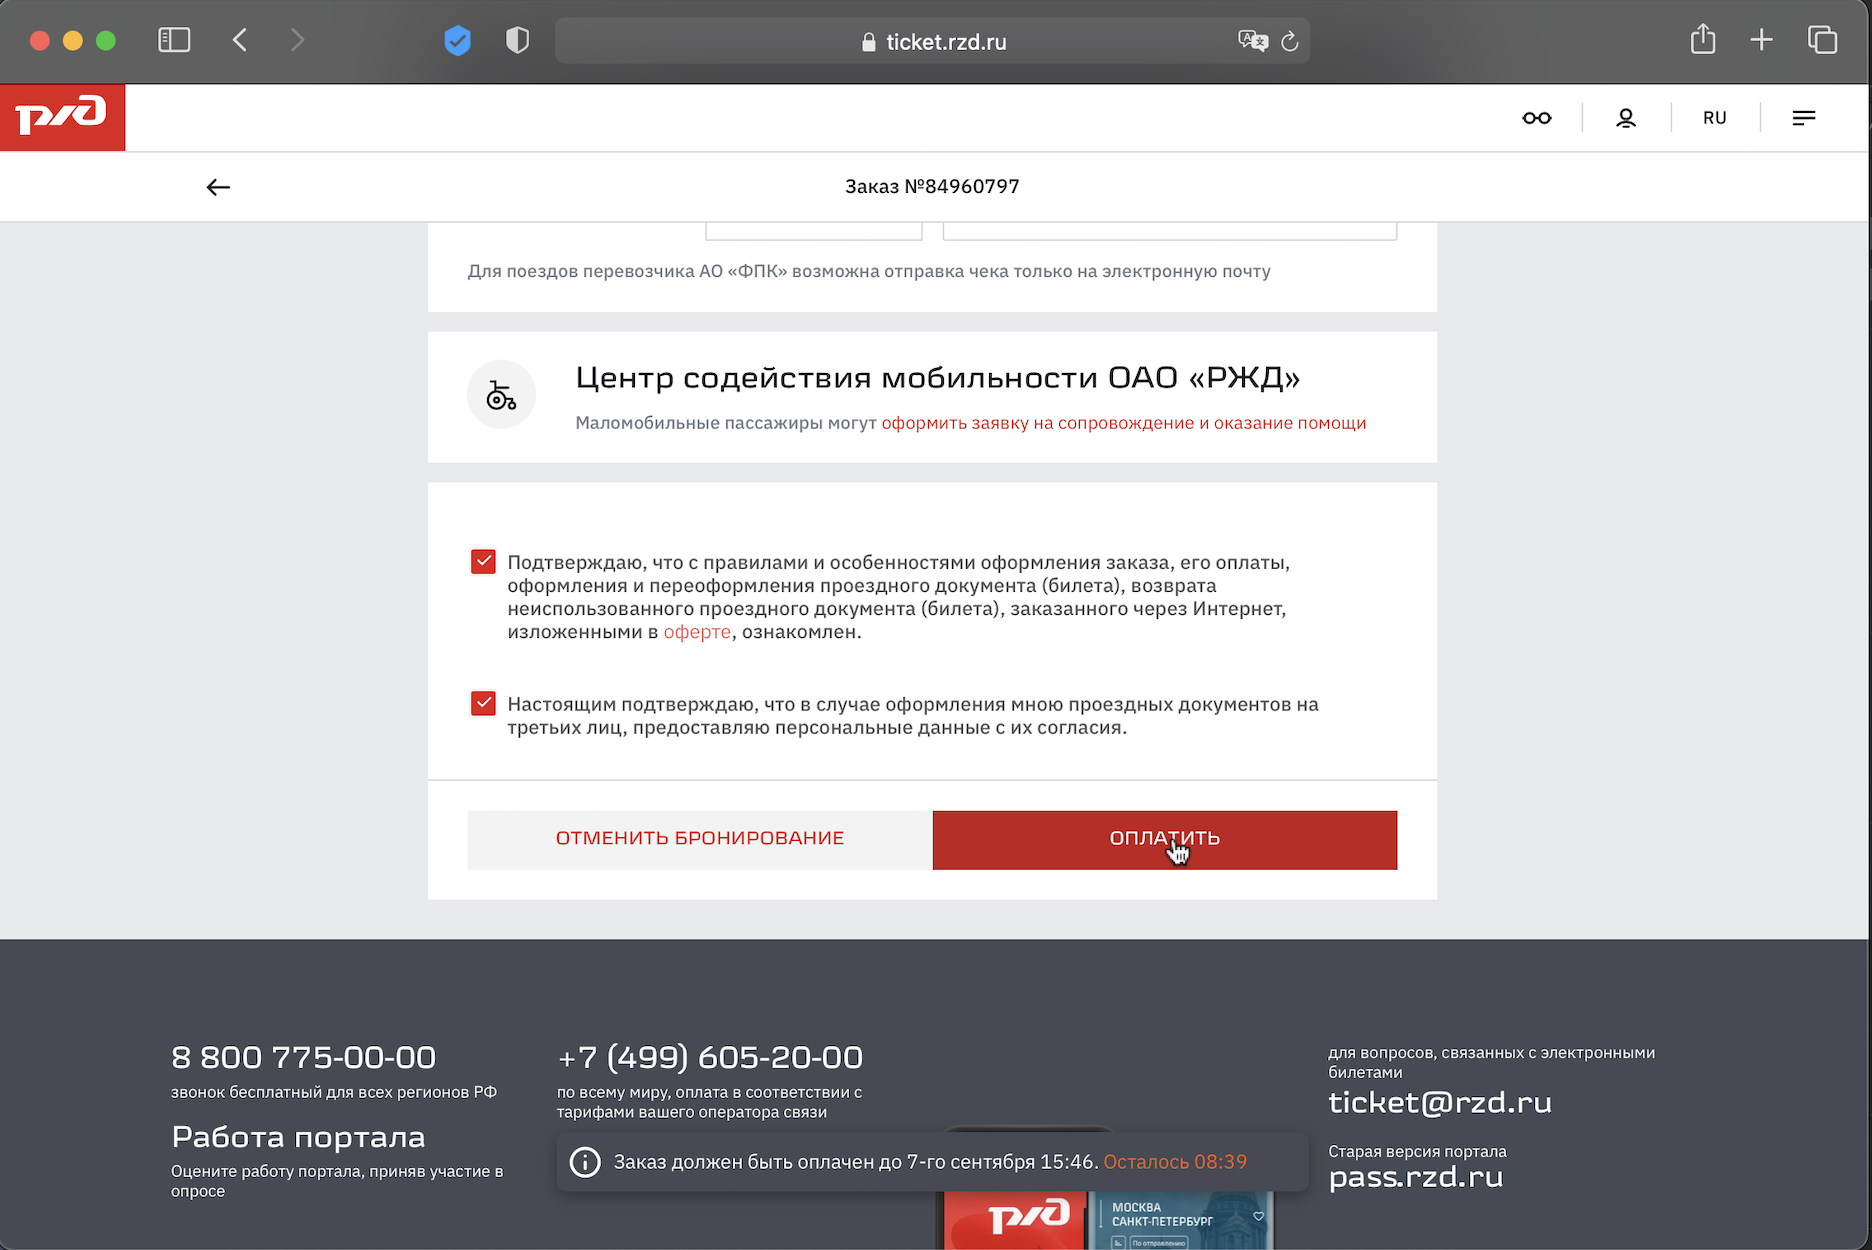 ticket.rzd.ru
ржд
RU
Заказ №84960797
Для поездов перевозчика АО «ФПК» возможна отправка чека только на электронную почту
Центр содействия мобильности ОАО «РЖД»
Маломобильные пассажиры могут оформить заявку на сопровождение и оказание помощи
Подтверждаю, что с правилами и особенностями оформления заказа, его оплаты,
оформления и переоформления проездного документа (билета), возврата
неиспользованного проездного документа (билета), заказанного через Интернет,
изложенными в оферте, ознакомлен.
Настоящим подтверждаю, что в случае оформления мною проездных документов на
третьих лиц, предоставляю персональные данные с их согласия.
ОТМЕНИТЬ БРОНИРОВАНИЕ
ОПЛАТИТЬ
8 800 775-00-00
звонок бесплатный для всех регионов РФ
Работа портала
Оцените работу портала, приняв участие в
опросе
+7 (499) 605-20-00
по всему миру, оплата в соответствии с
тарифами вашего оператора связи
для вопросов, связанных с электронными
билетами
ticket@rzd.ru
Старая версия портала
pass.rzd.ru
Заказ должен быть оплачен до 7-го сентября 15:46. Осталось 08:39
ржд
МОСКВА
САНКТ-ПЕТЕРБУРГ
По отправлению